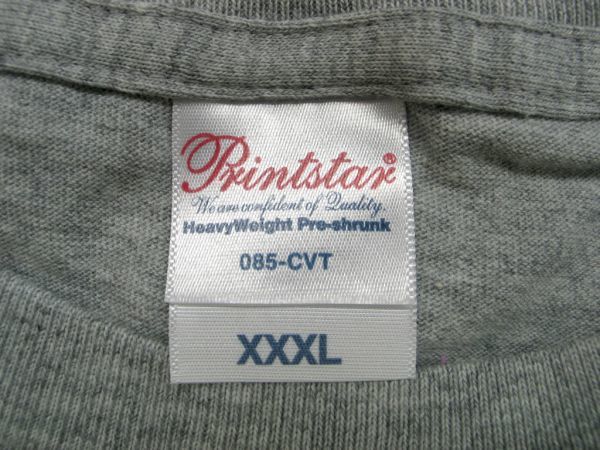 Printstar®
We are confident of Quality.
HeavyWeight Pre-shrunk
085-CVT
XXXL